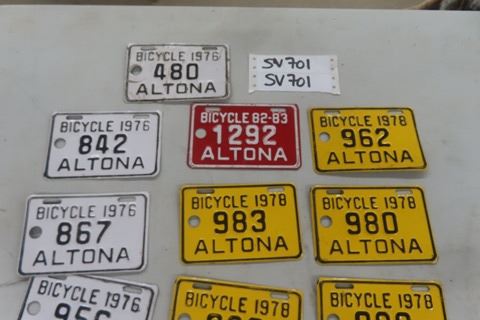 BICYCLE 1976
480
ALTONA
SV701
SV701
BICYCLE 1976
842
ALTONA
BICYCLE 82-83
1292
ALTONA
BICYCLE 1978
962
ALTONA
BICYCLE 1976
867
ALTONA
BICYCLE 1978
983
ALTONA
BICYCLE 1978
980
ALTONA
BICYCLE 1976
BICYCLE 1978
BICYCLE 1978